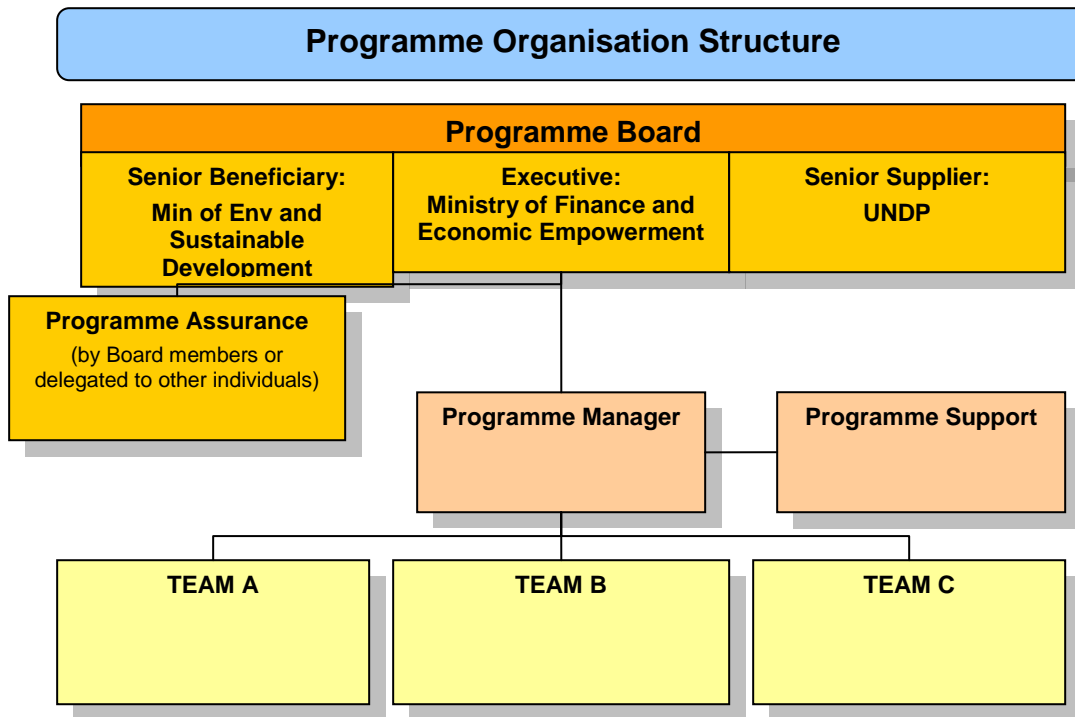 Programme Organisation Structure
Programme Board
Senior Beneficiary:
Min of Env and
Sustainable
Development
Executive:
Ministry of Finance and
Economic Empowerment
Senior Supplier:
UNDP
Programme Assurance
(by Board members or
delegated to other individuals)
Programme Manager
Programme Support
TEAM A
TEAM B
TEAM C